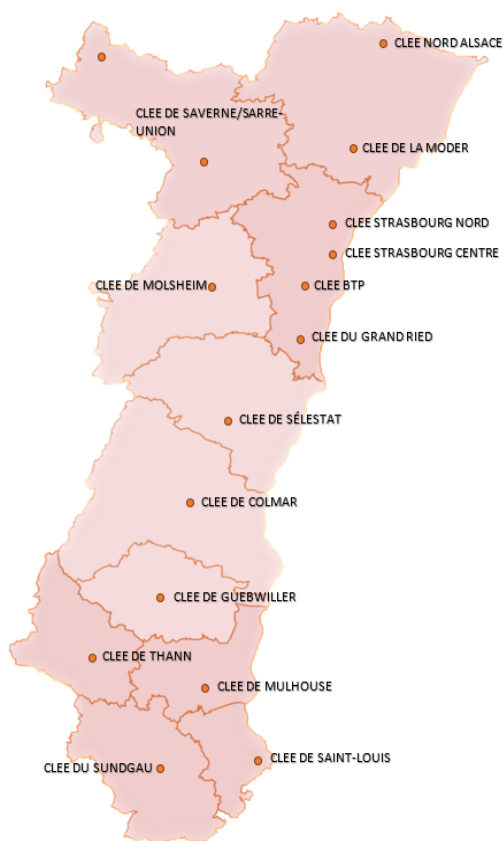 CLEE NORD ALSACE
CLEE DE SAVERNE/SARRE-
UNION
CLEE DE LA MODER
CLEE STRASBOURG NORD
CLEE STRASBOURG CENTRE
CLEE DE MOLSHEIM
CLEE BTP
CLEE DU GRAND RIED
CLEE DE SÉLESTAT
CLEE DE COLMAR
CLEE DE GUEBWILLER
CLEE DE THANN
CLEE DE MULHOUSE
CLEE DE SAINT-LOUIS
CLEE DU SUNDGAU